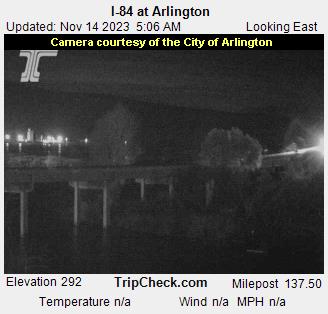 I-84 at Arlington
Updated: Nov 14 2023 5:06 AM Looking East
Camera courtesy of the City of Arlington
Elevation 292 TripCheck.com Milepost 137.50
Temperature n/a Wind n/a MPH n/a